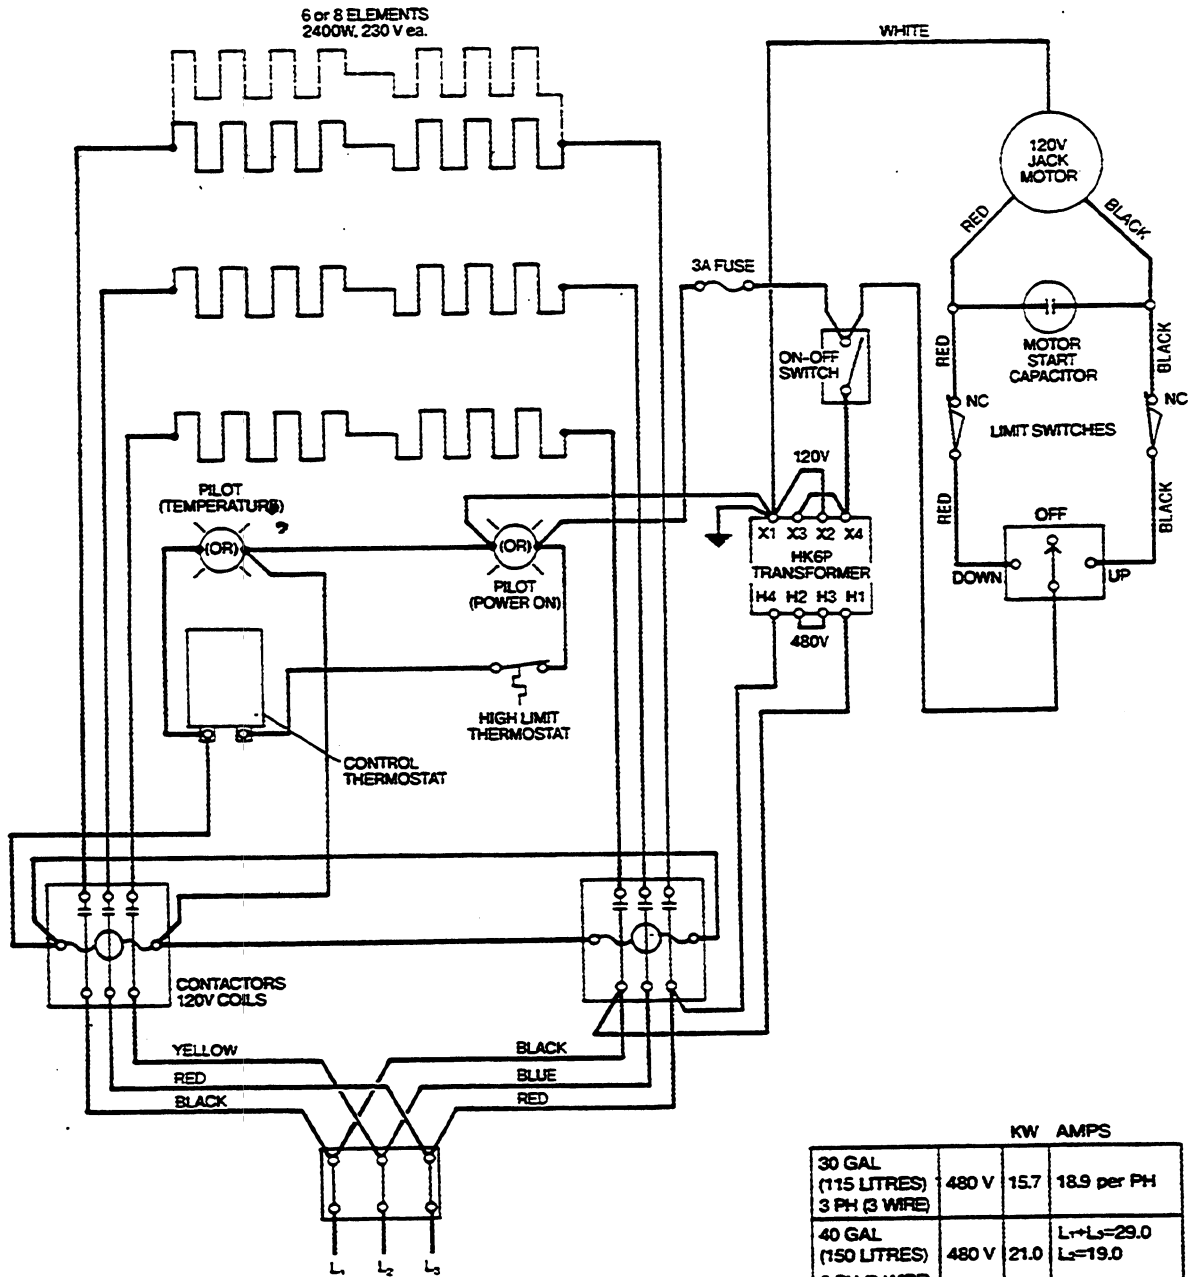 6 or 8 ELEMENTS
2400W, 230 V ea.
WHITE
120V
JACK
MOTOR
RED
BLACK
3A FUSE
ON-OFF
SWITCH
MOTOR
START
CAPACITOR
RED
BLACK
NC
NC
LIMIT SWITCHES
120V
PILOT
(TEMPERATURE)
(OR)
(OR)
PILOT
(POWER ON)
X1 X3 X2 X4
HK6P
TRANSFORMER
H4 H2 H3 H1
480V
RED
BLACK
OFF
DOWN
UP
HIGH LIMIT
THERMOSTAT
CONTROL
THERMOSTAT
CONTACTORS
120V COILS
YELLOW
RED
BLACK
BLACK
BLUE
RED
L₁ L₂ L₃
KW AMPS
30 GAL
(115 LITRES) 480 V 15.7 18.9 per PH
3 PH (3 WIRE)
40 GAL L₁+L₃=29.0
(150 LITRES) 480 V 21.0 L₂=19.0